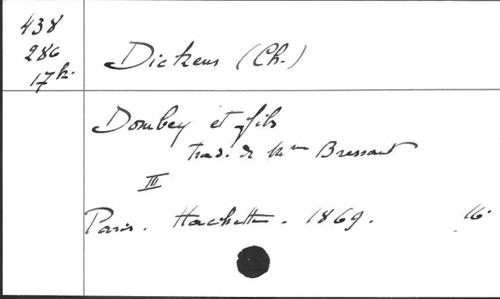 438
286
17k.
Dickens (Ch.)
Dombey et fils
trad. de Mme Bressant
III
Paris. Hachette. 1869. 16°